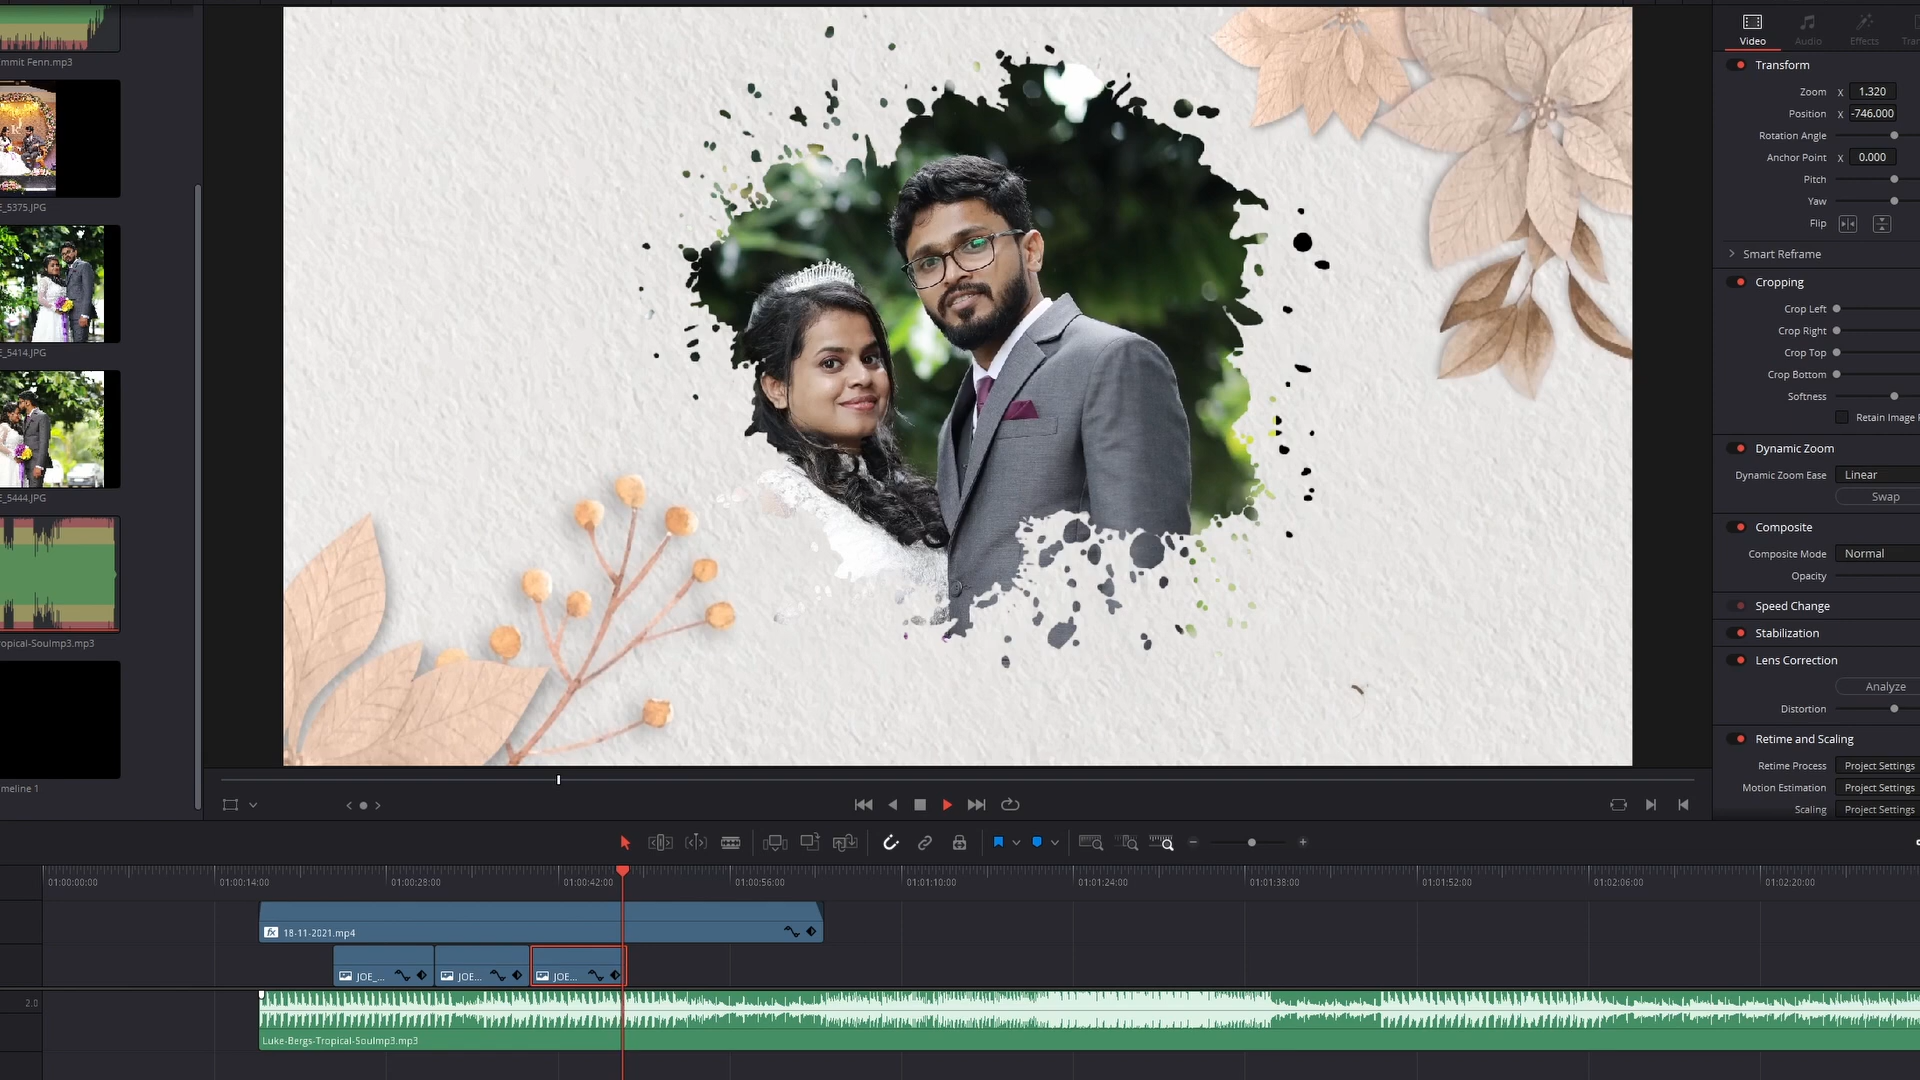 mmit Fenn.mp3
E_5375.JPG
E_5414.JPG
E_5444.JPG
ropical-Soulmp3.mp3
meline 1
Video
Audio
Effects
Tran
Transform
Zoom X 1.320
Position X -746.000
Rotation Angle
Anchor Point X 0.000
Pitch
Yaw
Flip
Smart Reframe
Cropping
Crop Left
Crop Right
Crop Top
Crop Bottom
Softness
Retain Image P
Dynamic Zoom
Dynamic Zoom Ease Linear
Swap
Composite
Composite Mode Normal
Opacity
Speed Change
Stabilization
Lens Correction
Analyze
Distortion
Retime and Scaling
Retime Process Project Settings
Motion Estimation Project Settings
Scaling Project Settings
01:00:00:00 01:00:14:00 01:00:28:00 01:00:42:00 01:00:56:00 01:01:10:00 01:01:24:00 01:01:38:00 01:01:52:00 01:02:06:00 01:02:20:00
fx 18-11-2021.mp4
JOE_... JOE... JOE...
2.0
Luke-Bergs-Tropical-Soulmp3.mp3